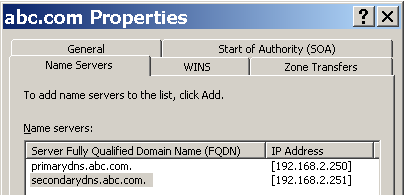 abc.com Properties
General
Start of Authority (SOA)
Name Servers
WINS
Zone Transfers
To add name servers to the list, click Add.
Name servers:
Server Fully Qualified Domain Name (FQDN) IP Address
primarydns.abc.com. [192.168.2.250]
secondarydns.abc.com. [192.168.2.251]